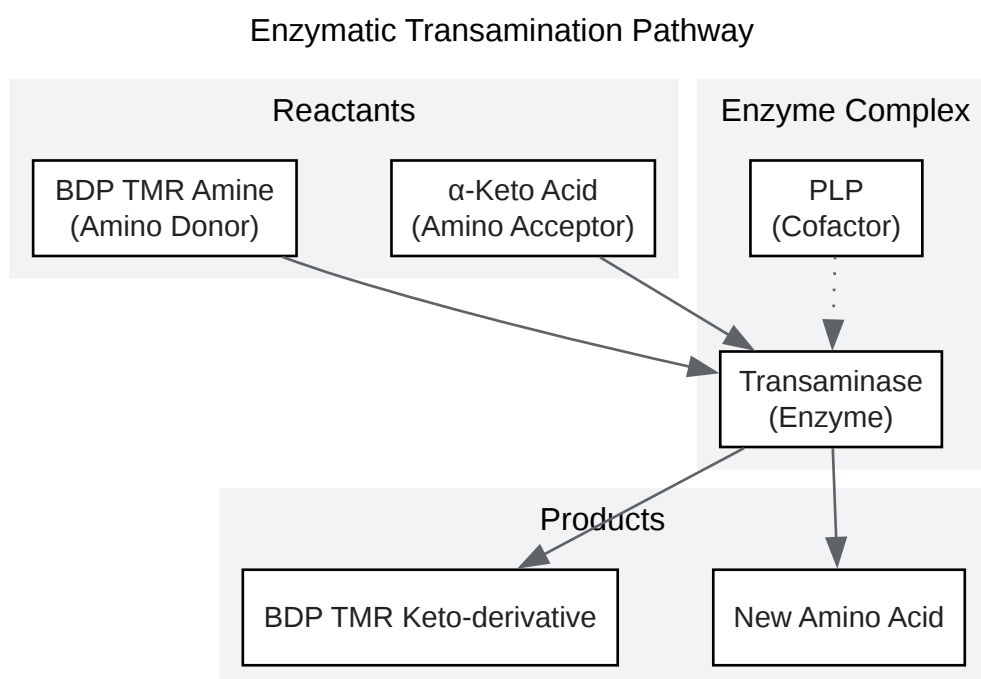 Enzymatic Transamination Pathway
Reactants
Enzyme Complex
BDP TMR Amine
(Amino Donor)
α-Keto Acid
(Amino Acceptor)
PLP
(Cofactor)
Transaminase
(Enzyme)
Products
BDP TMR Keto-derivative
New Amino Acid